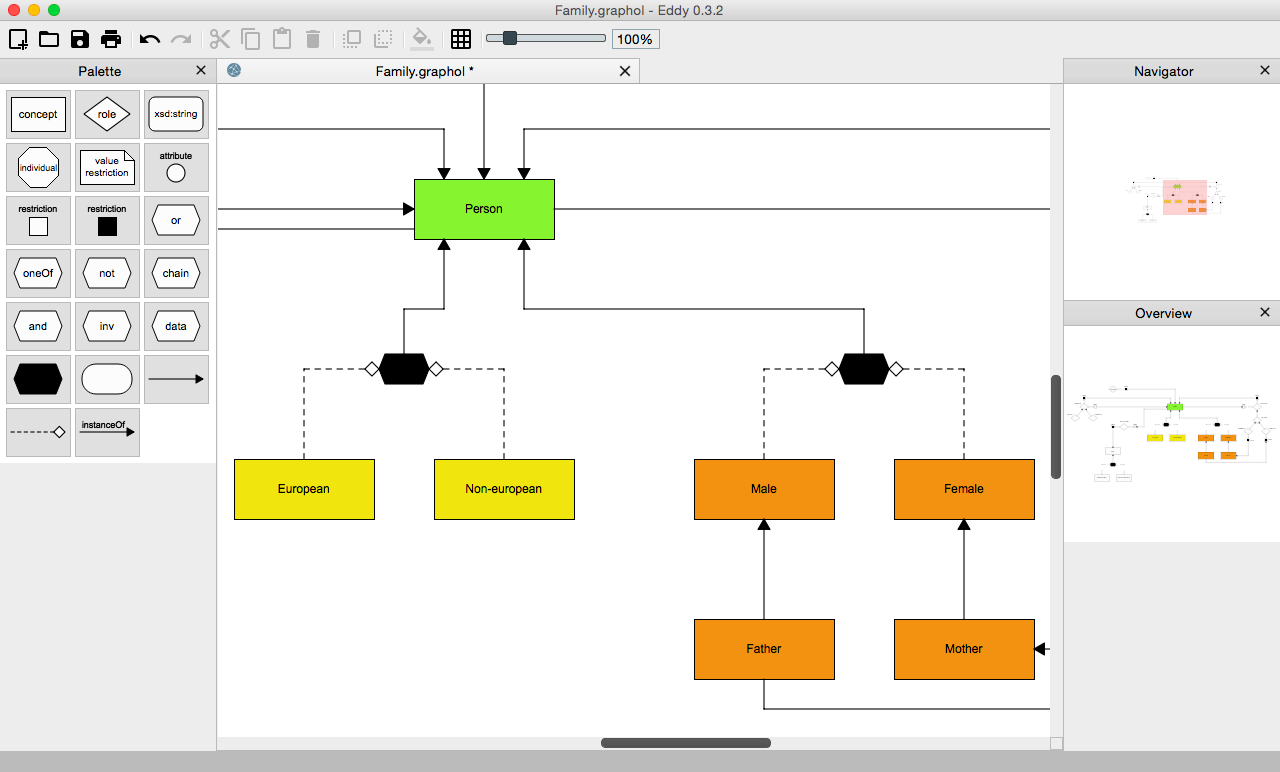 Family.graphol - Eddy 0.3.2
100%
Palette
Family.graphol *
Navigator
concept
role
xsd:string
individual
value
restriction
attribute
restriction
restriction
or
oneOf
not
chain
and
inv
data
instanceOf
Person
European
Non-european
Male
Female
Father
Mother
Overview